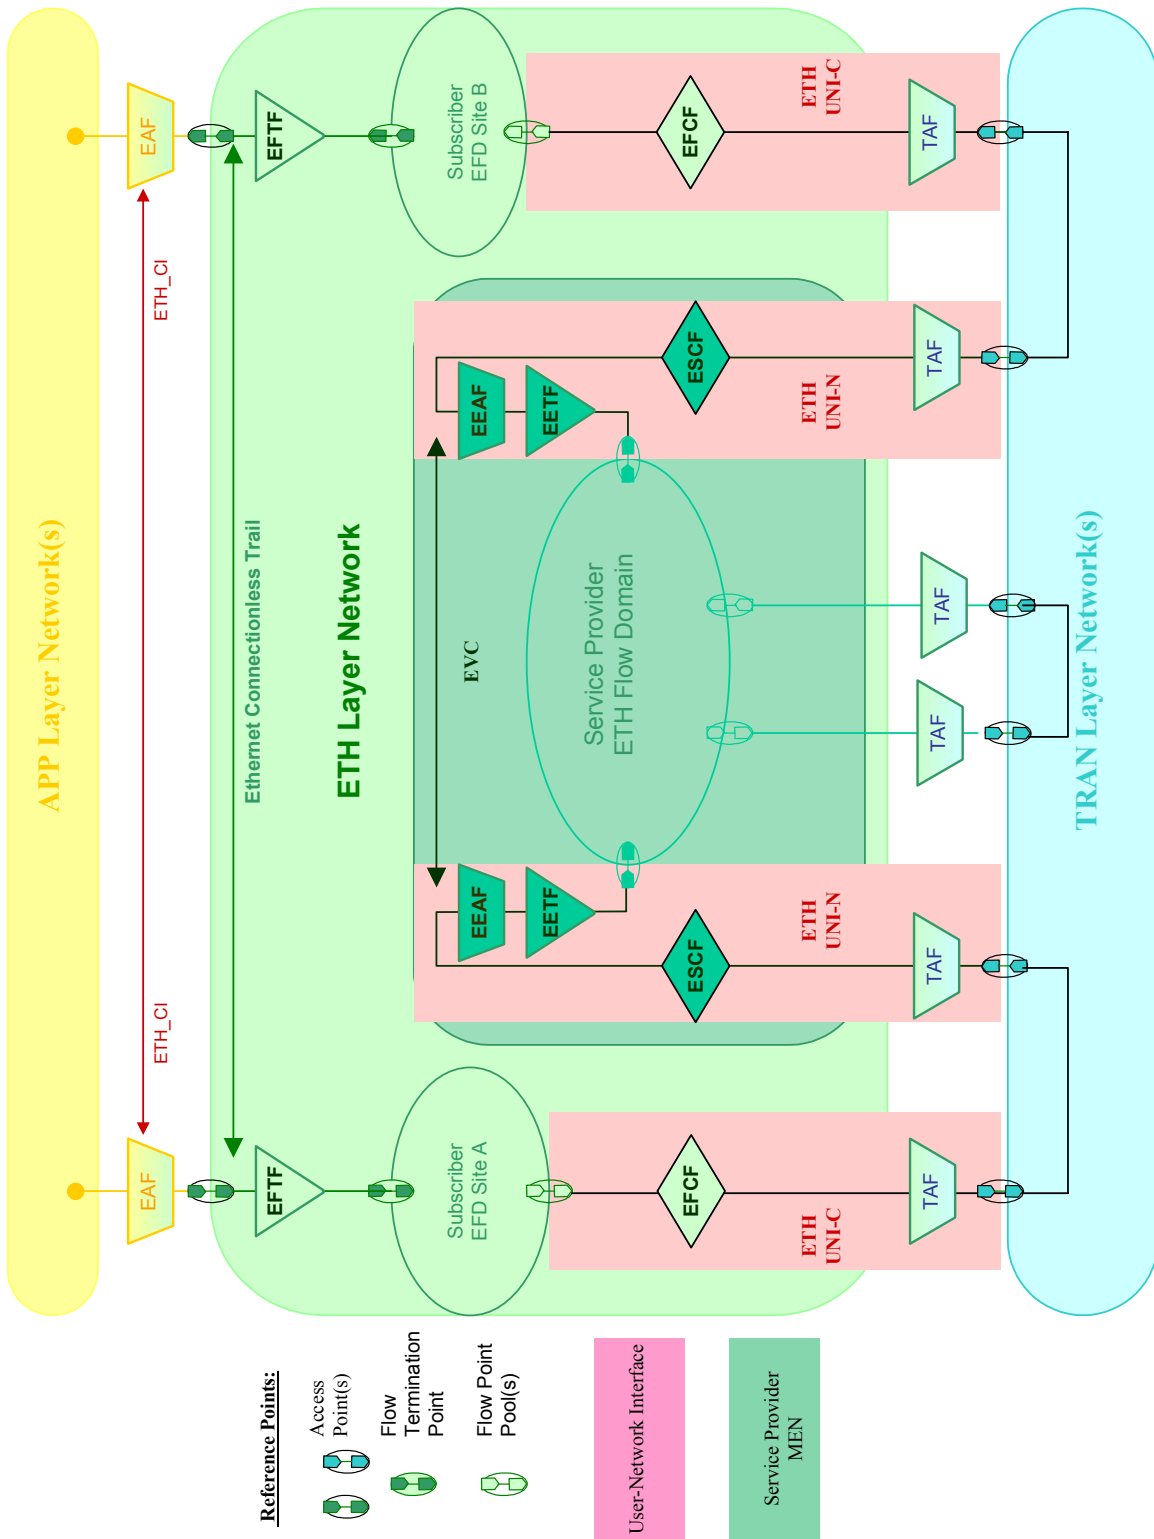 APP Layer Network(s)
EAF
EAF
ETH_CI
ETH_CI
Ethernet Connectionless Trail
EFTF
EFTF
ETH Layer Network
Subscriber
EFD Site A
Subscriber
EFD Site B
EVC
EEAF
EEAF
EETF
EETF
Service Provider
ETH Flow Domain
EFCF
ESCF
ESCF
EFCF
ETH
UNI-C
ETH
UNI-N
ETH
UNI-N
ETH
UNI-C
TAF
TAF
TAF
TAF
TAF
TAF
TRAN Layer Network(s)
Reference Points:
Access
Point(s)
Flow
Termination
Point
Flow Point
Pool(s)
User-Network Interface
Service Provider
MEN